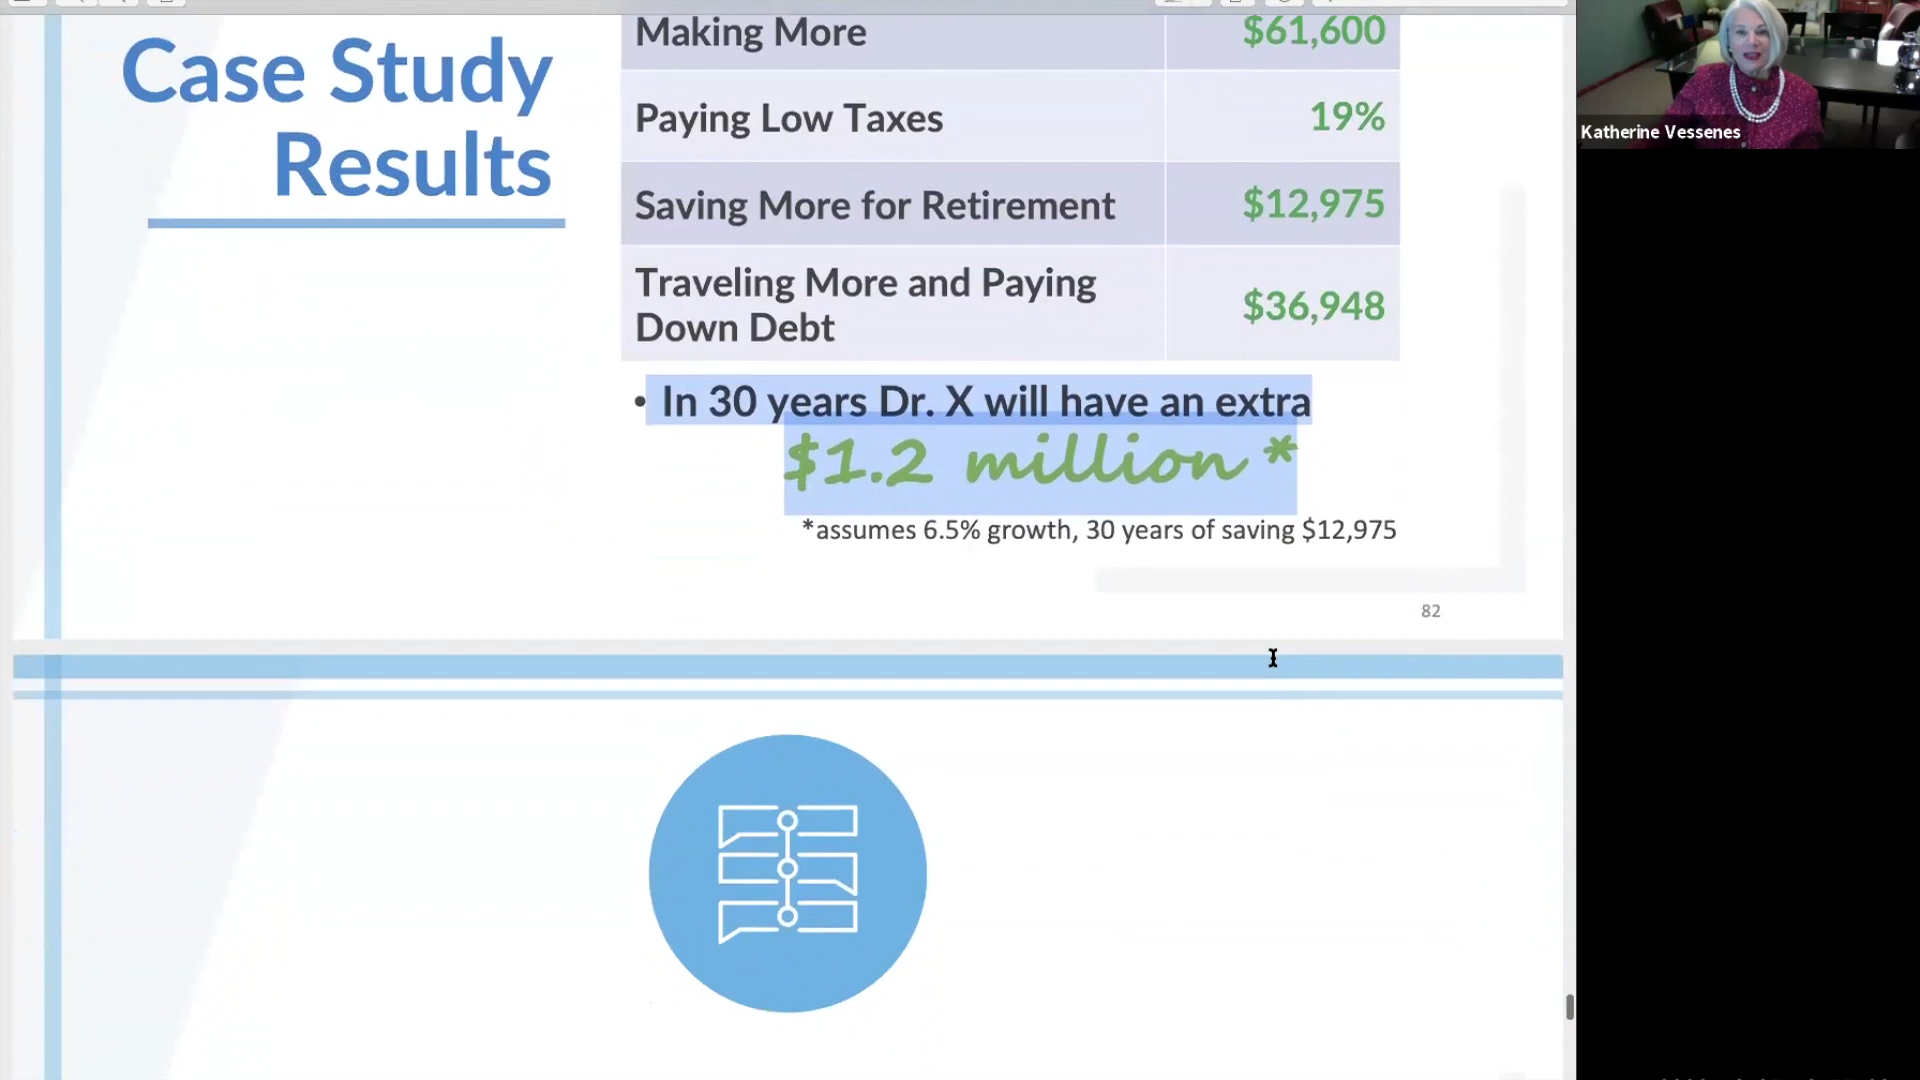 Case Study
Results
Making More
$61,600
Paying Low Taxes
19%
Saving More for Retirement
$12,975
Traveling More and Paying
Down Debt
$36,948
• In 30 years Dr. X will have an extra
$1.2 million *
*assumes 6.5% growth, 30 years of saving $12,975
82
Katherine Vessenes